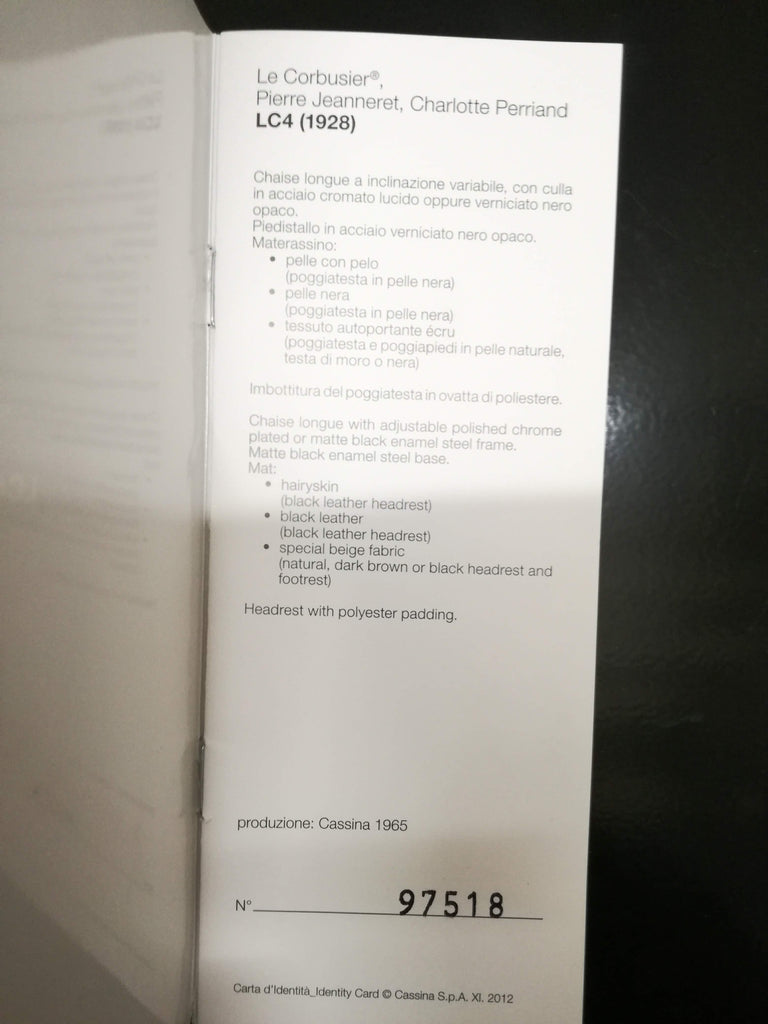 Le Corbusier®,
Pierre Jeanneret, Charlotte Perriand
LC4 (1928)
Chaise longue a inclinazione variabile, con culla
in acciaio cromato lucido oppure verniciato nero
opaco.
Piedistallo in acciaio verniciato nero opaco.
Materassino:
• pelle con pelo
(poggiatesta in pelle nera)
• pelle nera
(poggiatesta in pelle nera)
• tessuto autoportante écru
(poggiatesta e poggiapiedi in pelle naturale,
testa di moro o nera)
Imbottitura del poggiatesta in ovatta di poliestere.
Chaise longue with adjustable polished chrome
plated or matte black enamel steel frame.
Matte black enamel steel base.
Mat:
• hairyskin
(black leather headrest)
• black leather
(black leather headrest)
• special beige fabric
(natural, dark brown or black headrest and
footrest)
Headrest with polyester padding.
produzione: Cassina 1965
N° 97518
Carta d'Identità_Identity Card © Cassina S.p.A. XI. 2012